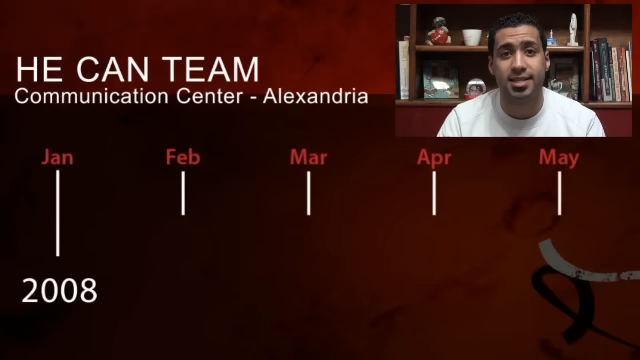 HE CAN TEAM
Communication Center - Alexandria
Jan Feb Mar Apr May
2008